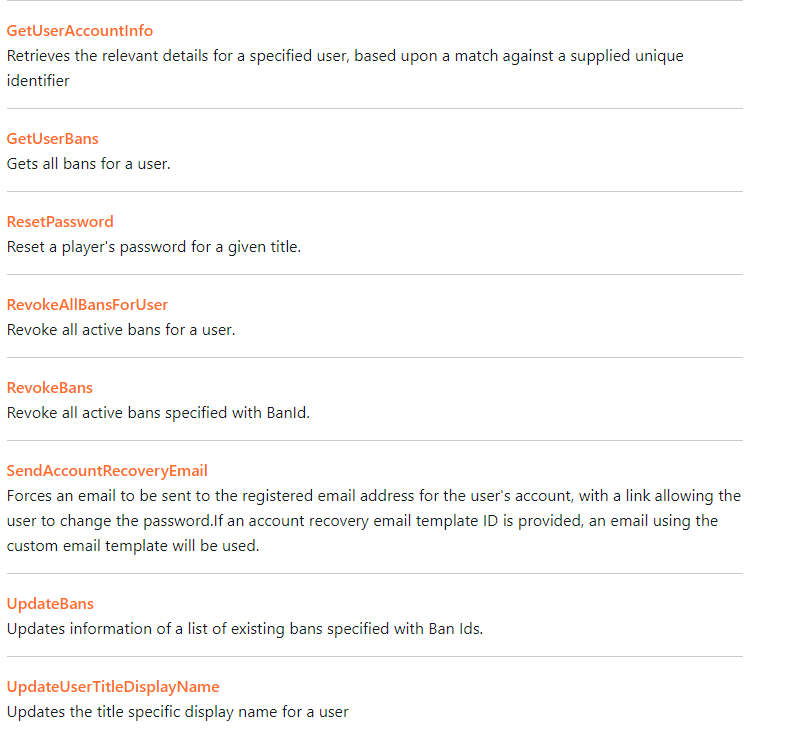 GetUserAccountInfo
Retrieves the relevant details for a specified user, based upon a match against a supplied unique
identifier
GetUserBans
Gets all bans for a user.
ResetPassword
Reset a player's password for a given title.
RevokeAllBansForUser
Revoke all active bans for a user.
RevokeBans
Revoke all active bans specified with BanId.
SendAccountRecoveryEmail
Forces an email to be sent to the registered email address for the user's account, with a link allowing the
user to change the password.If an account recovery email template ID is provided, an email using the
custom email template will be used.
UpdateBans
Updates information of a list of existing bans specified with Ban Ids.
UpdateUserTitleDisplayName
Updates the title specific display name for a user